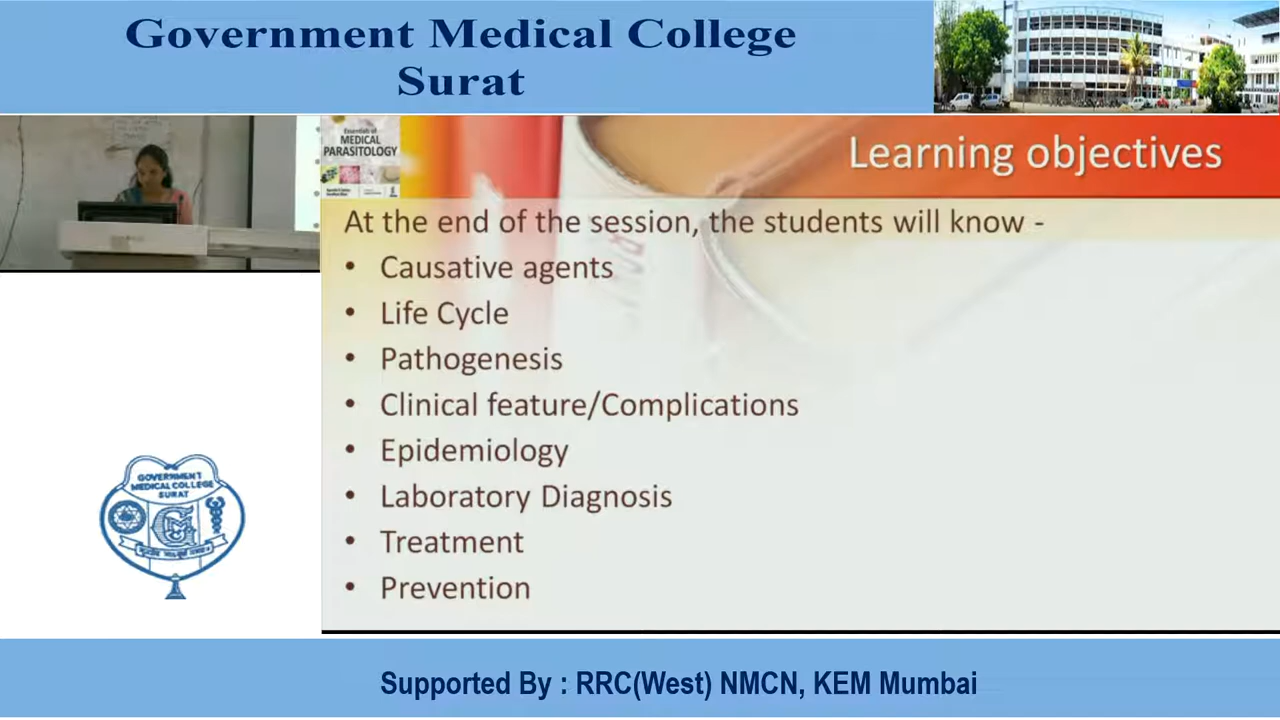 Government Medical College
Surat
Essentials of
MEDICAL
PARASITOLOGY
Learning objectives
At the end of the session, the students will know -
• Causative agents
• Life Cycle
• Pathogenesis
• Clinical feature/Complications
• Epidemiology
• Laboratory Diagnosis
• Treatment
• Prevention
GOVERNMENT
MEDICAL COLLEGE
SURAT
Supported By : RRC(West) NMCN, KEM Mumbai